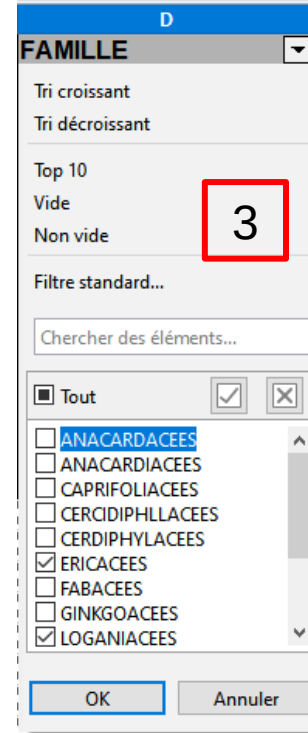 D
FAMILLE
Tri croissant
Tri décroissant
Top 10
Vide
Non vide
3
Filtre standard...
Chercher des éléments...
Tout
ANACARDACEES
ANACARDIACEES
CAPRIFOLIACEES
CERCIDIPHLLACEES
CERDIPHYLACEES
ERICACEES
FABACEES
GINKGOACEES
LOGANIACEES
OK Annuler